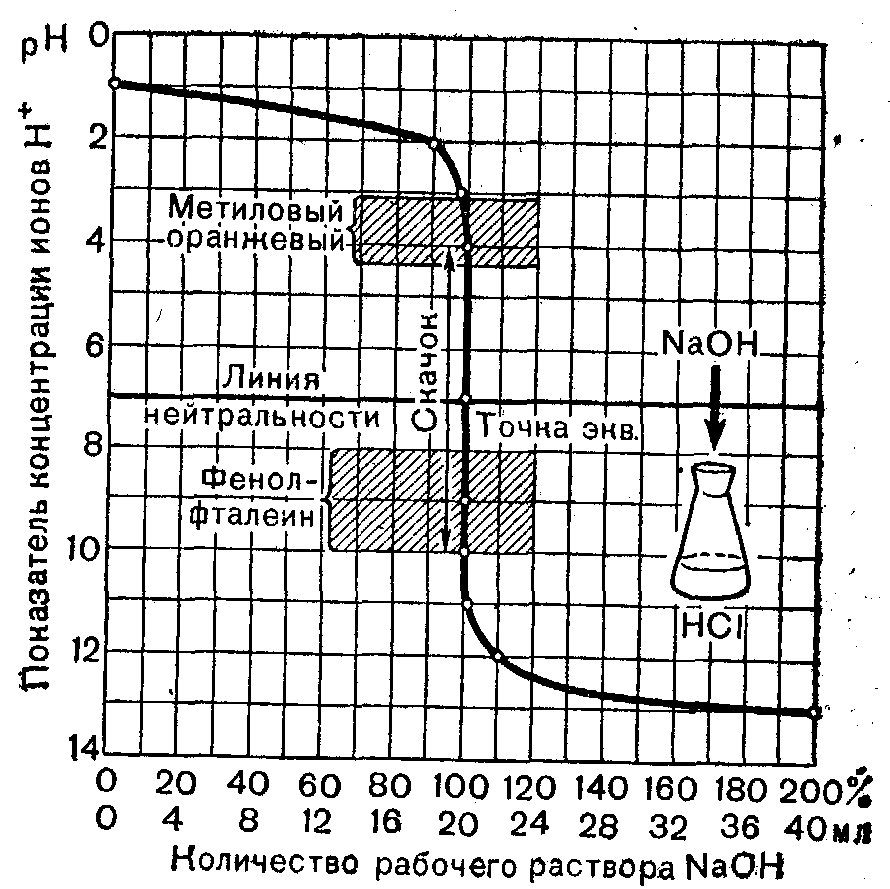 pH
0
2
4
6
8
10
12
14
Показатель концентрации ионов H⁺
Метиловый
оранжевый
Скачок
Линия
нейтральности
Точка экв.
Фенол-
фталеин
NaOH
HCl
0 20 40 60 80 100 120 140 160 180 200%
0 4 8 12 16 20 24 28 32 36 40 мл
Количество рабочего раствора NaOH